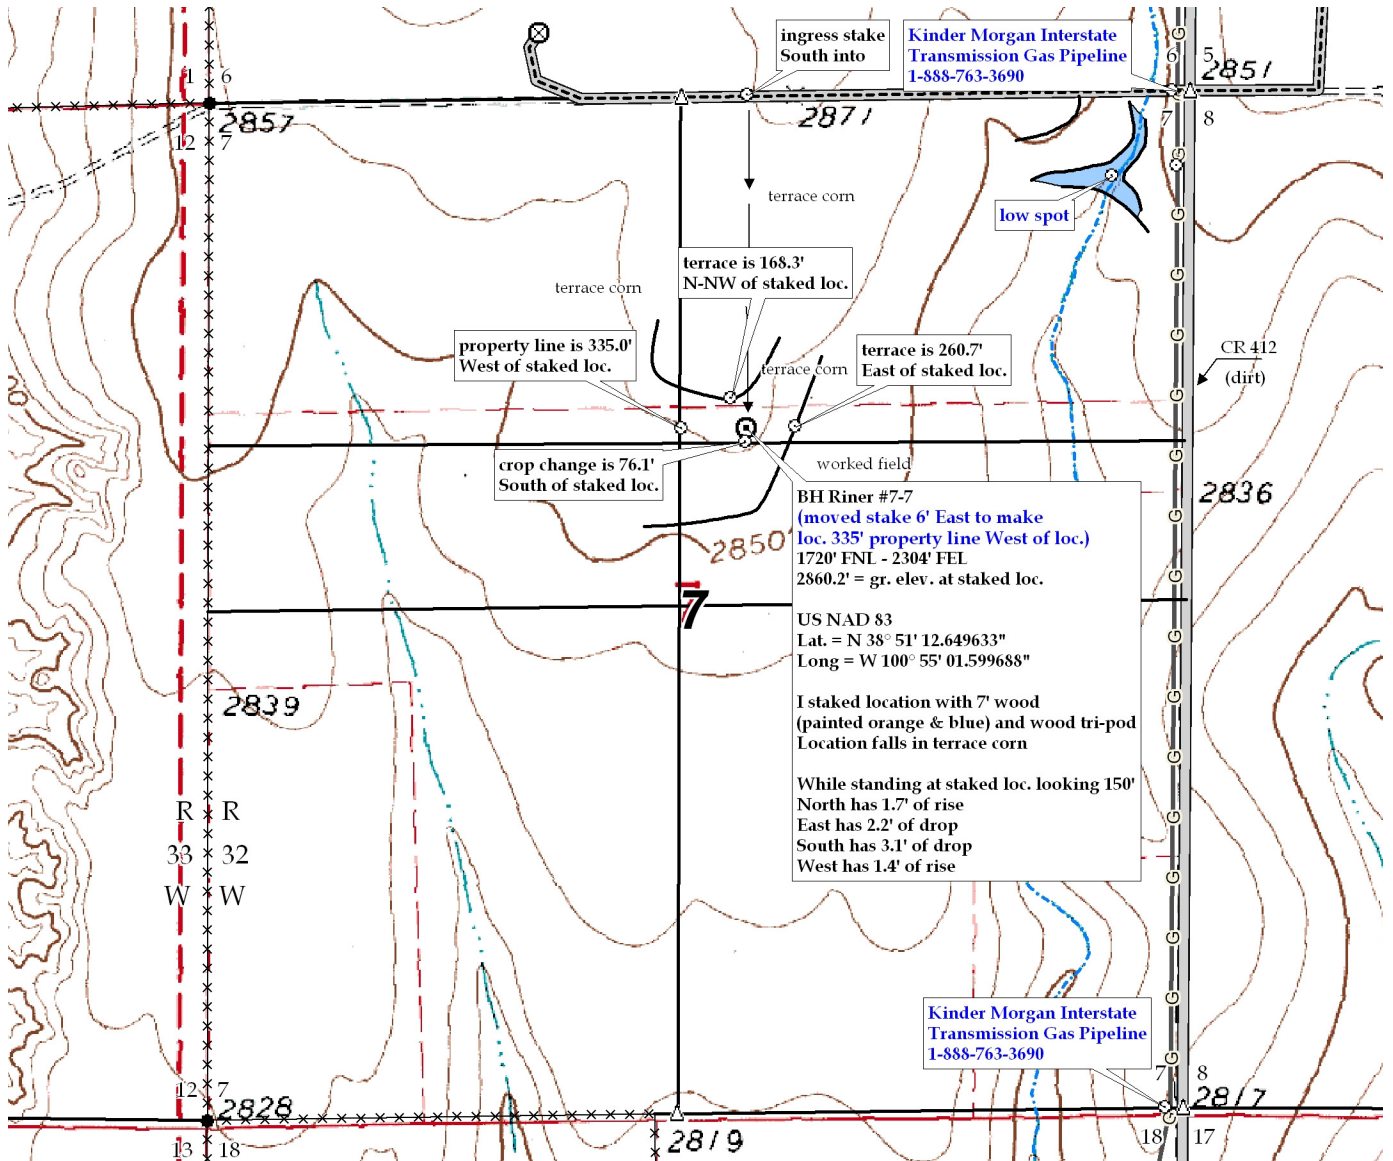 ingress stake
South into
Kinder Morgan Interstate
Transmission Gas Pipeline
1-888-763-3690
1 6
6 5
2851
2857
2871
12 7
7 8
G
G
terrace corn
low spot
G
G
terrace is 168.3'
N-NW of staked loc.
terrace corn
G
property line is 335.0'
West of staked loc.
terrace is 260.7'
East of staked loc.
CR 412
(dirt)
terrace corn
G
G
crop change is 76.1'
South of staked loc.
worked field
G
2836
BH Riner #7-7
(moved stake 6' East to make
loc. 335' property line West of loc.)
1720' FNL - 2304' FEL
2860.2' = gr. elev. at staked loc.
2850
7
US NAD 83
Lat. = N 38° 51' 12.649633"
Long = W 100° 55' 01.599688"
G
G
G
2839
I staked location with 7' wood
(painted orange & blue) and wood tri-pod
Location falls in terrace corn
G
G
While standing at staked loc. looking 150'
North has 1.7' of rise
East has 2.2' of drop
South has 3.1' of drop
West has 1.4' of rise
R R
33 32
W W
G
G
G
G
G
Kinder Morgan Interstate
Transmission Gas Pipeline
1-888-763-3690
G
12 7
7 8
2828
2817
G
13 18
2819
18 17